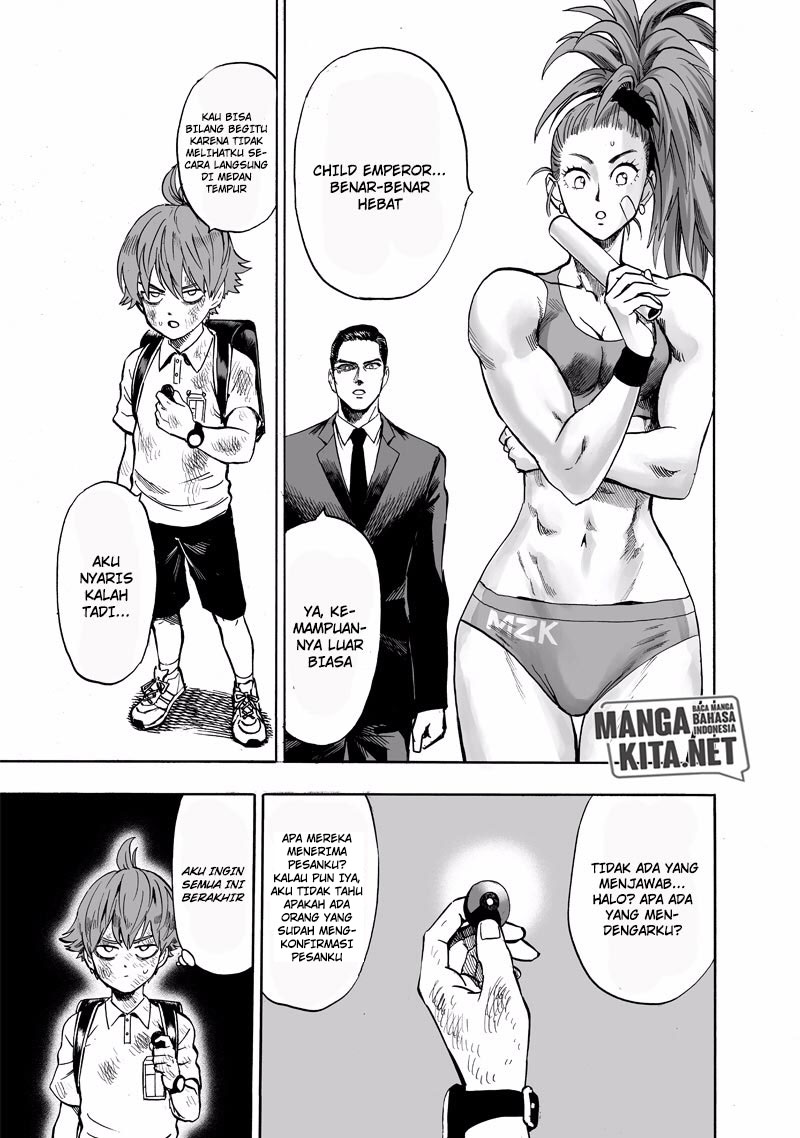 CHILD EMPEROR...
BENAR-BENAR
HEBAT
YA, KE-
MAMPUAN-
NYA LUAR
BIASA
MZK
KAU BISA
BILANG BEGITU
KARENA TIDAK
MELIHATKU SE-
CARA LANGSUNG
DI MEDAN
TEMPUR
AKU
NYARIS
KALAH
TADI...
MANGA
KITA.NET
BACA MANGA
BAHASA
INDONESIA
TIDAK ADA YANG
MENJAWAB...
HALO? APA ADA
YANG MEN-
DENGARKU?
APA MEREKA
MENERIMA
PESANKU?
KALAU PUN IYA,
AKU TIDAK TAHU
APAKAH ADA
ORANG YANG
SUDAH MENG-
KONFIRMASI
PESANKU
AKU INGIN
SEMUA INI
BERAKHIR